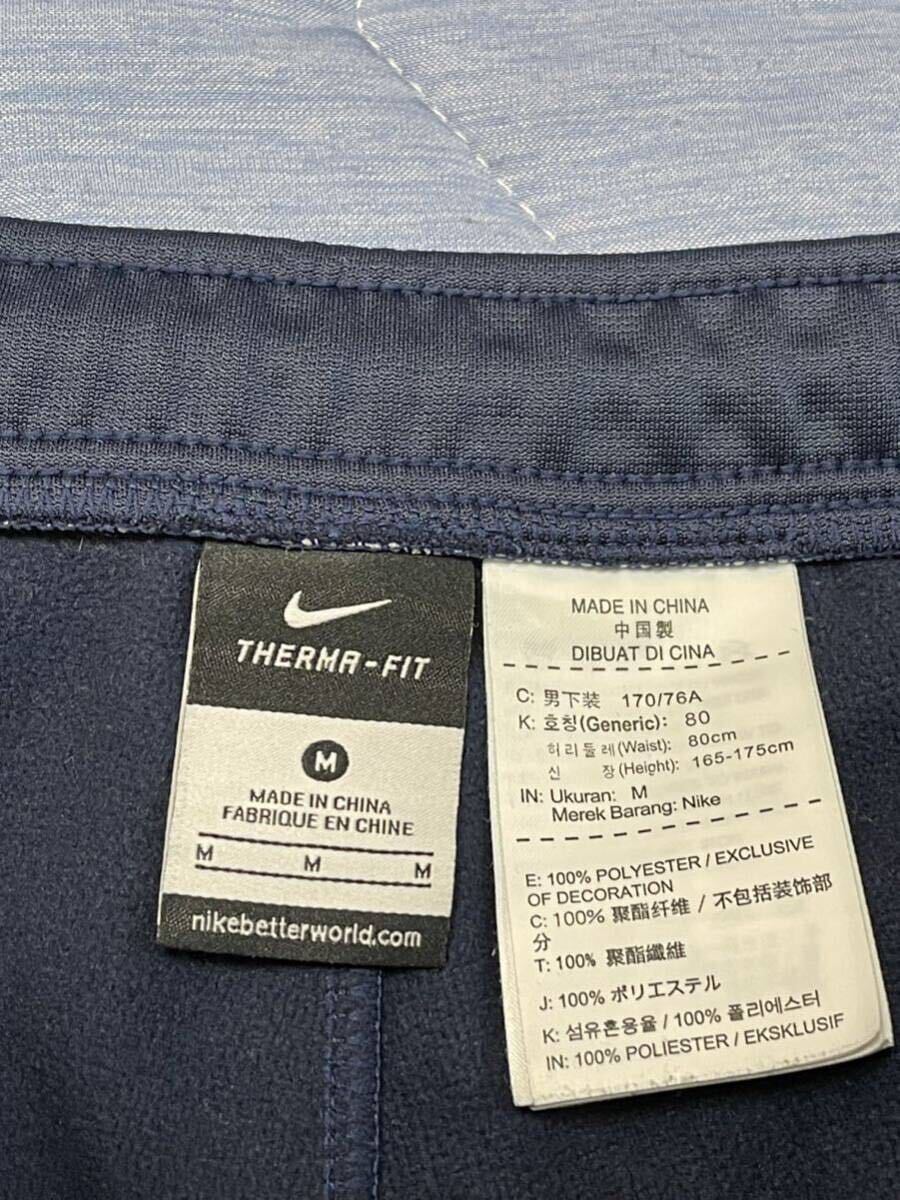 THERMA-FIT
M
MADE IN CHINA
FABRIQUE EN CHINE
M M M
nikebetterworld.com
MADE IN CHINA
中国製
DIBUAT DI CINA
C: 男下装 170/76A
K: 호칭(Generic): 80
허리둘레(Waist): 80cm
신 장(Height): 165-175cm
IN: Ukuran: M
Merek Barang: Nike
E: 100% POLYESTER / EXCLUSIVE
OF DECORATION
C: 100% 聚酯纤维 / 不包括装饰部
分
T: 100% 聚酯纖維
J: 100% ポリエステル
K: 섬유혼용율 / 100% 폴리에스터
IN: 100% POLIESTER / EKSKLUSIF